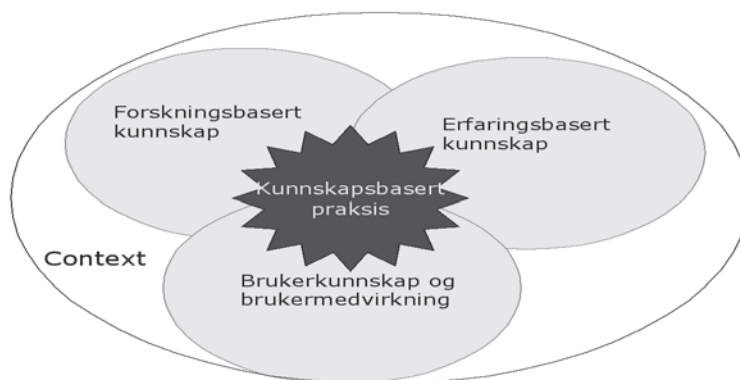 Forskningsbasert
kunnskap
Erfaringsbasert
kunnskap
Kunnskapsbasert
praksis
Context
Brukerkunnskap og
brukermedvirkning